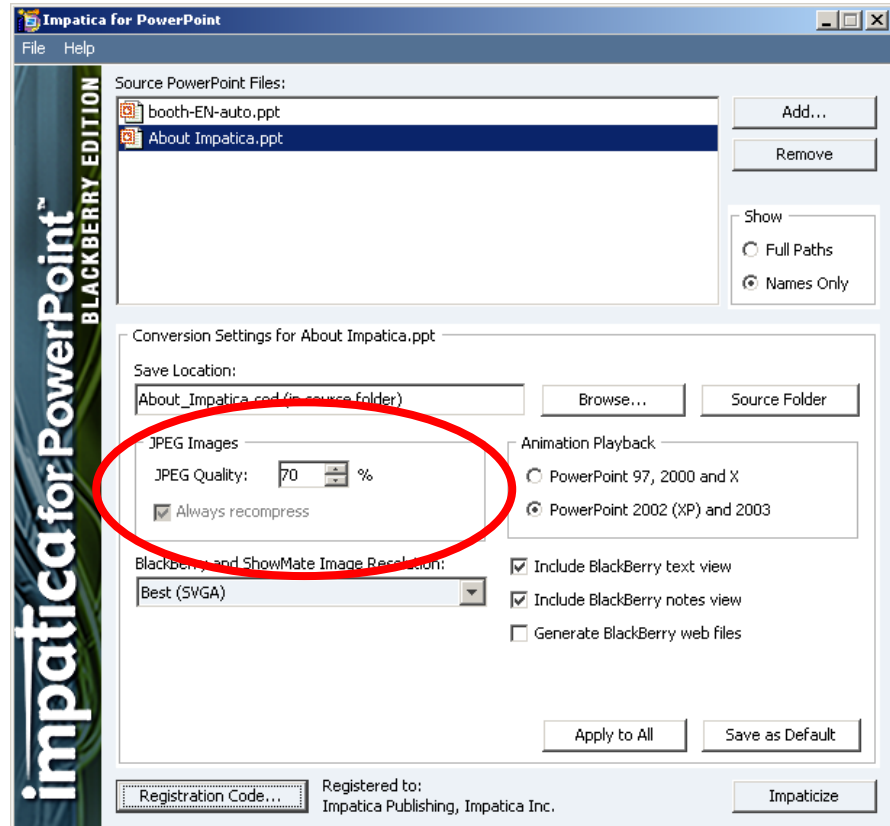 Impatica for PowerPoint
File Help
impatica for PowerPoint™
BLACKBERRY EDITION
Source PowerPoint Files:
booth-EN-auto.ppt
About Impatica.ppt
Add...
Remove
Show
Full Paths
Names Only
Conversion Settings for About Impatica.ppt
Save Location:
About_Impatica.cod (in source folder)
Browse...
Source Folder
JPEG Images
JPEG Quality: 70 %
Always recompress
Animation Playback
PowerPoint 97, 2000 and X
PowerPoint 2002 (XP) and 2003
BlackBerry and ShowMate Image Resolution:
Best (SVGA)
Include BlackBerry text view
Include BlackBerry notes view
Generate BlackBerry web files
Apply to All
Save as Default
Registration Code...
Registered to:
Impatica Publishing, Impatica Inc.
Impaticize